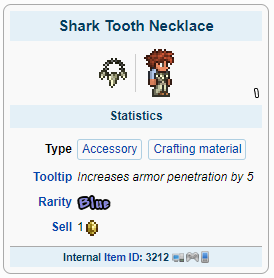 Shark Tooth Necklace
Statistics
Type Accessory Crafting material
Tooltip Increases armor penetration by 5
Rarity Blue
Sell 1
Internal Item ID: 3212